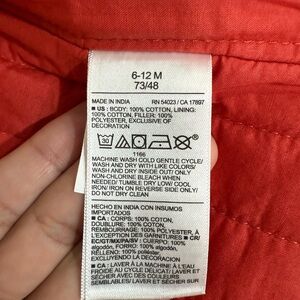 6-12 M
73/48
MADE IN INDIA RN 54023 / CA 17897
■ US : BODY: 100% COTTON, LINING:
100% COTTON, FILLER: 100%
POLYESTER, EXCLUSIVE OF
DECORATION
30
1166
MACHINE WASH COLD GENTLE CYCLE/
WASH AND DRY WITH LIKE COLORS/
WASH AND DRY INSIDE OUT/ ONLY
NON-CHLORINE BLEACH WHEN
NEEDED/TUMBLE DRY LOW/ COOL
IRON/ IRON ON REVERSE SIDE ONLY/
DO NOT DRY CLEAN
HECHO EN INDIA CON INSUMOS
IMPORTADOS
■ CA : CORPS: 100% COTON,
DOUBLURE: 100% COTON,
REMBOURRAGE: 100% POLYESTER,
À L'EXCLUSION DES GARNITURES ■ CR/
EC/GT/MX/PA/SV : CUERPO: 100%
algodon, FORRO: 100% algodón,
RELLENO: 100% poliéster,
EXCLUYENDO LA DECORACION
■ CA : LAVER À LA MACHINE À L'EAU
FROIDE AU CYCLE DÉLICAT/ LAVER ET
SÉCHER AVEC DES COULEURS
SEMBLABLES/ LAVER ET SÉCHER